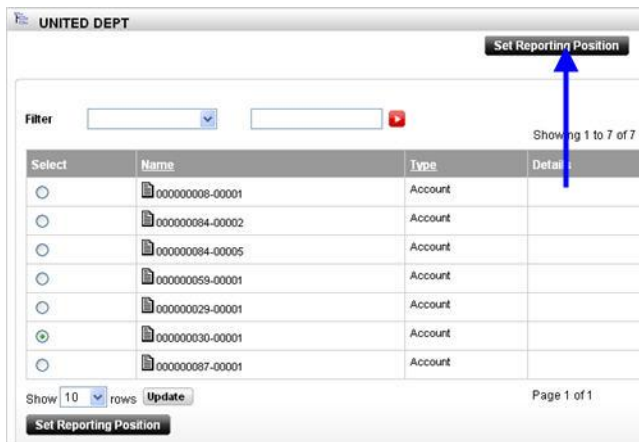 UNITED DEPT
Set Reporting Position
Filter
Showing 1 to 7 of 7
Select Name Type Details
000000008-00001 Account
000000084-00002 Account
000000084-00005 Account
000000059-00001 Account
000000029-00001 Account
000000030-00001 Account
000000087-00001 Account
Show 10 rows Update Page 1 of 1
Set Reporting Position